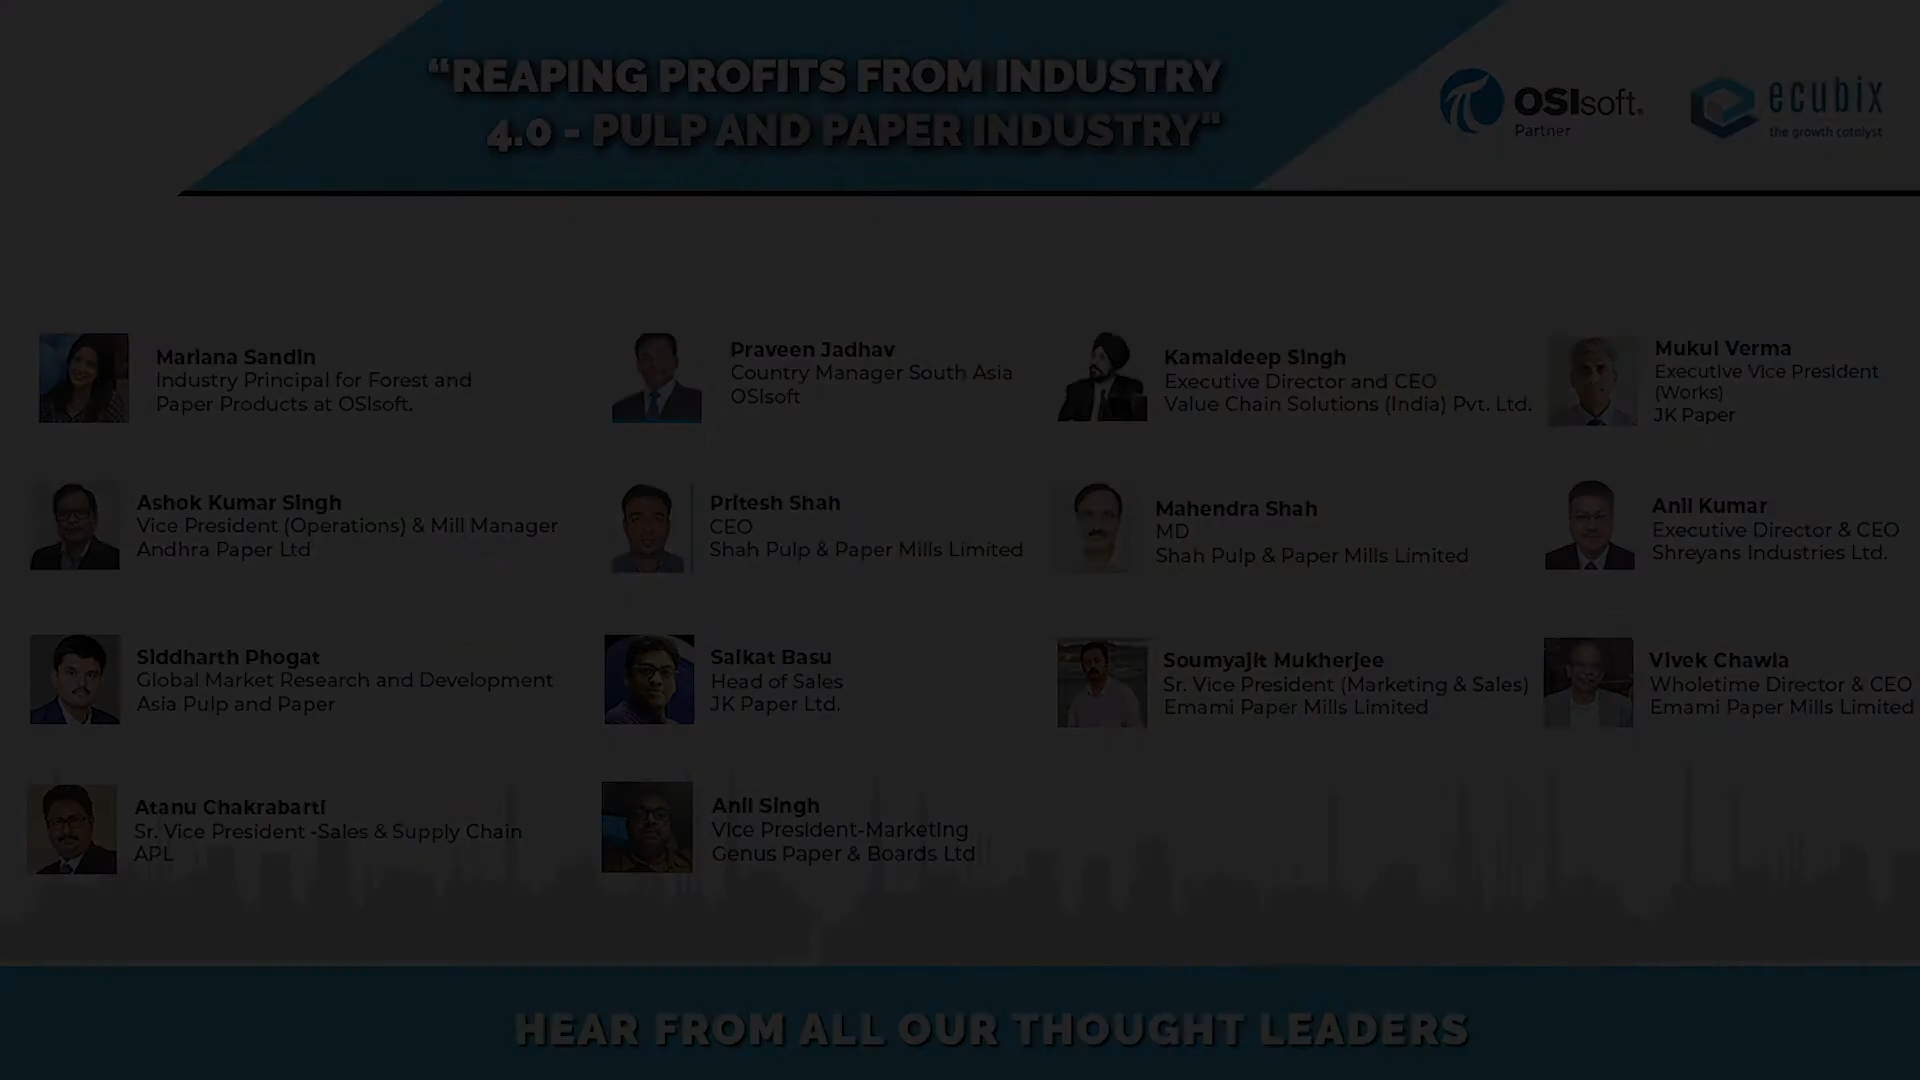 “REAPING PROFITS FROM INDUSTRY
4.0 - PULP AND PAPER INDUSTRY"
OSIsoft.
Partner
ecubix
the growth catalyst
Mariana Sandin
Industry Principal for Forest and
Paper Products at OSIsoft.
Praveen Jadhav
Country Manager South Asia
OSIsoft
Kamaldeep Singh
Executive Director and CEO
Value Chain Solutions (India) Pvt. Ltd.
Mukul Verma
Executive Vice President
(Works)
JK Paper
Ashok Kumar Singh
Vice President (Operations) & Mill Manager
Andhra Paper Ltd
Pritesh Shah
CEO
Shah Pulp & Paper Mills Limited
Mahendra Shah
MD
Shah Pulp & Paper Mills Limited
Anil Kumar
Executive Director & CEO
Shreyans Industries Ltd.
Siddharth Phogat
Global Market Research and Development
Asia Pulp and Paper
Saikat Basu
Head of Sales
JK Paper Ltd.
Soumyajit Mukherjee
Sr. Vice President (Marketing & Sales)
Emami Paper Mills Limited
Vivek Chawla
Wholetime Director & CEO
Emami Paper Mills Limited
Atanu Chakrabarti
Sr. Vice President -Sales & Supply Chain
APL
Anil Singh
Vice President-Marketing
Genus Paper & Boards Ltd
HEAR FROM ALL OUR THOUGHT LEADERS